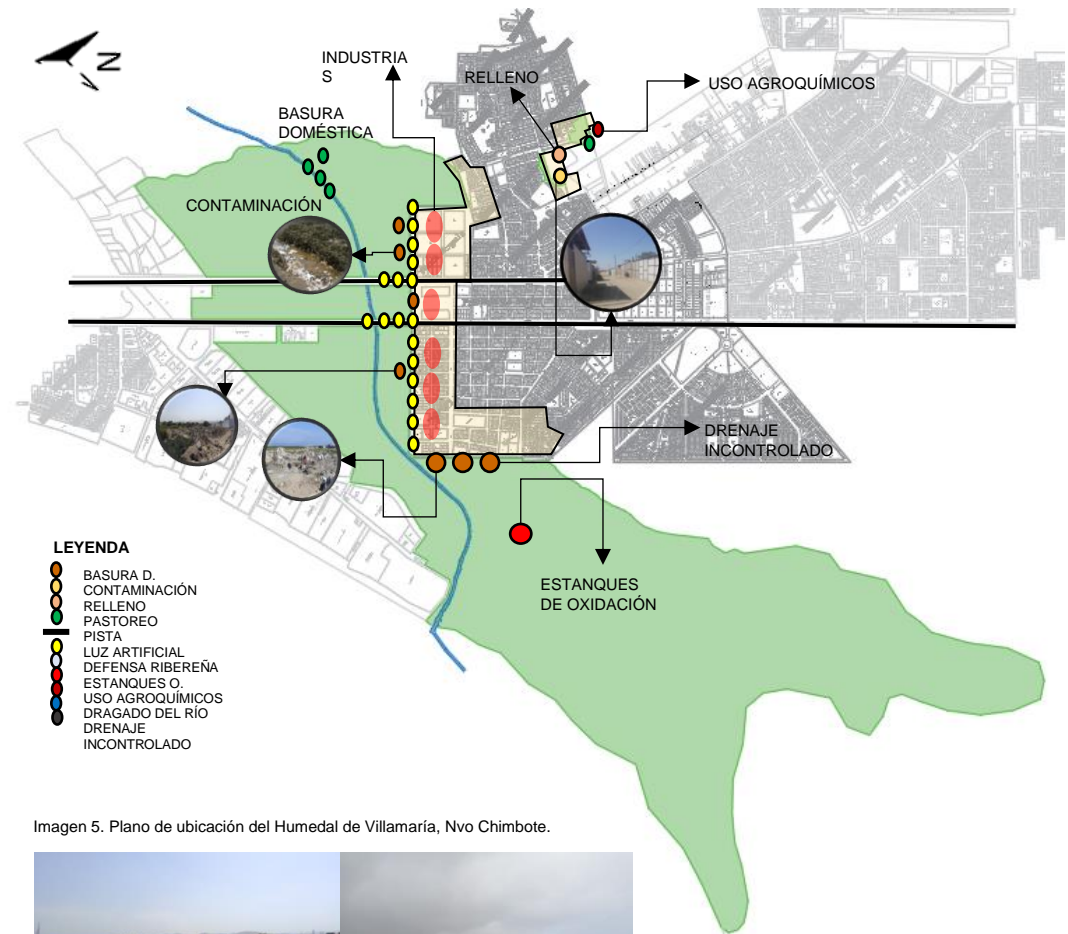 N
INDUSTRIA
S
RELLENO
USO AGROQUÍMICOS
BASURA
DOMÉSTICA
CONTAMINACIÓN
DRENAJE
INCONTROLADO
ESTANQUES
DE OXIDACIÓN
LEYENDA
BASURA D.
CONTAMINACIÓN
RELLENO
PASTOREO
PISTA
LUZ ARTIFICIAL
DEFENSA RIBEREÑA
ESTANQUES O.
USO AGROQUÍMICOS
DRAGADO DEL RÍO
DRENAJE
INCONTROLADO
Imagen 5. Plano de ubicación del Humedal de Villamaría, Nvo Chimbote.